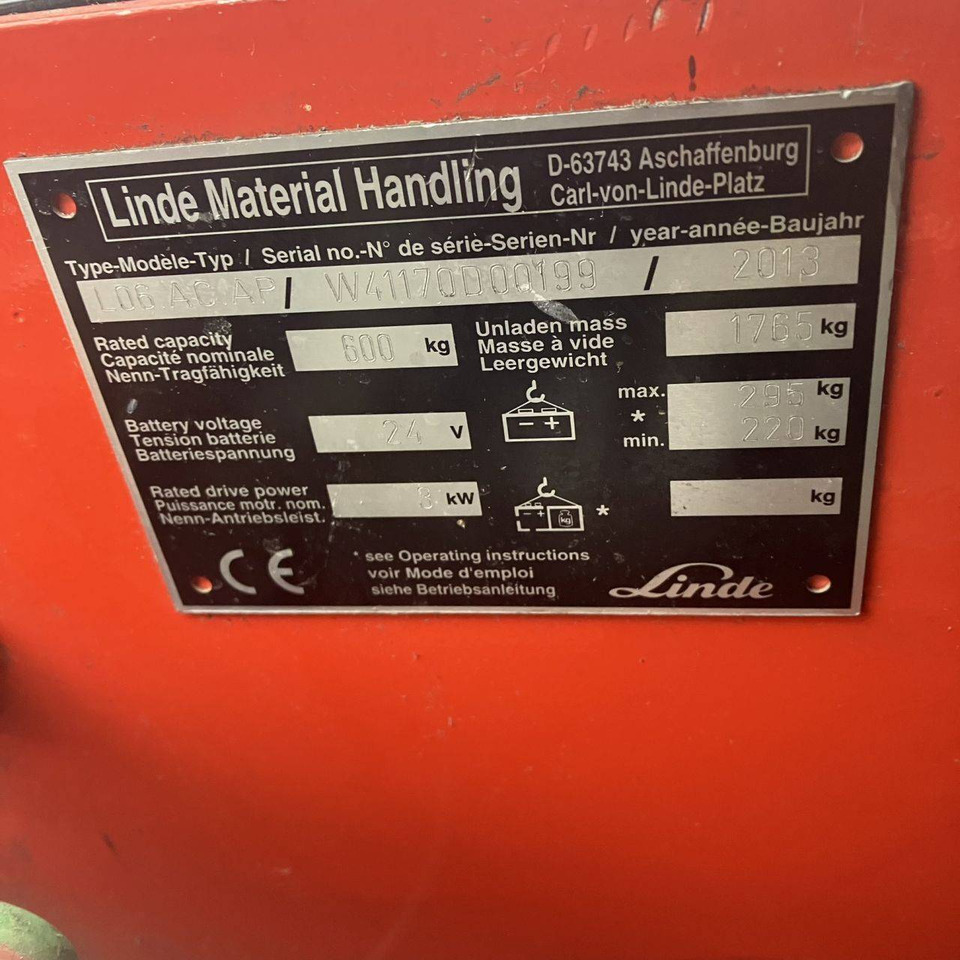 Linde Material Handling
D-63743 Aschaffenburg
Carl-von-Linde-Platz
Type-Modèle-Typ / Serial no.-N° de série-Serien-Nr / year-année-Baujahr
L06.AC.AP / W41170D00199 / 2013
Rated capacity
Capacité nominale
Nenn-Tragfähigkeit
600 kg
Unladen mass
Masse à vide
Leergewicht
1765 kg
Battery voltage
Tension batterie
Batteriespannung
24 V
- +
max. 295 kg
*
min. 220 kg
Rated drive power
Puissance motr. nom.
Nenn-Antriebsleist.
3 kW
- + kg
*
kg
CE
* see Operating instructions
voir Mode d'emploi
siehe Betriebsanleitung
Linde